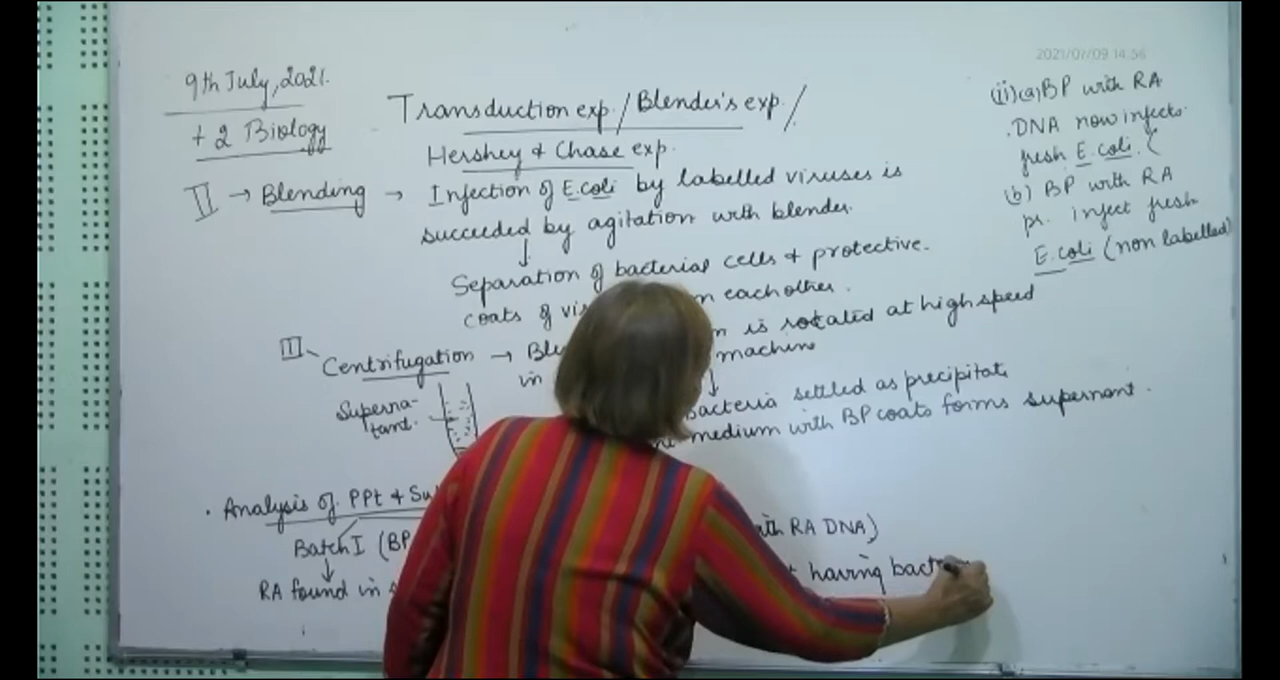 2021/07/09 14:56
9th July, 2021.
+ 2 Biology
Transduction exp./Blender's exp./
Hershey & Chase exp.
II → Blending → Infection of E.coli by labelled viruses is
succeeded by agitation with blender.
↓
Separation of bacterial cells & protective
coats of each other.
III Centrifugation → is rotated at high speed
in machine
↓
Superna-
tant.
bacteria settled as precipitat
medium with BP coats forms supernant.
. Analysis of PPt +
Batch I (BP with RA DNA)
↓
RA found in having bact
(ii)(a) BP with RA
DNA now infects
fresh E.coli. (
(b) BP with RA
pr. infect fresh
E.coli (non labelled)